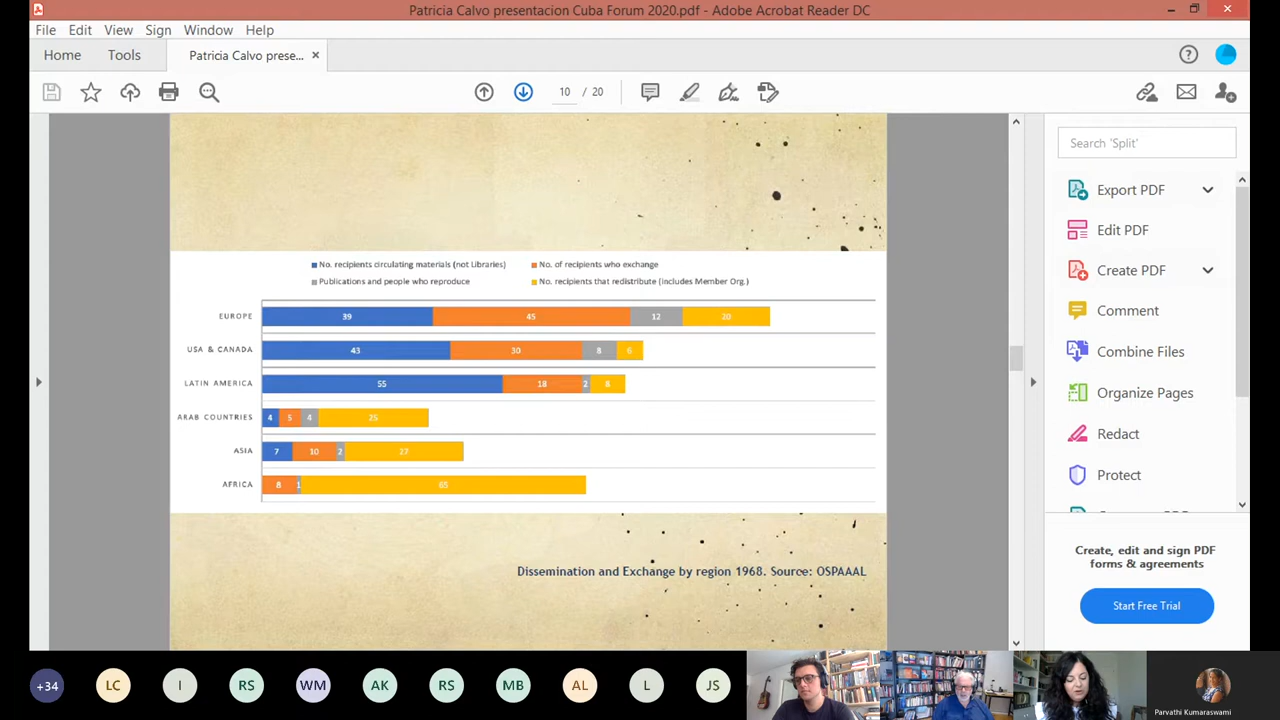 Patricia Calvo presentacion Cuba Forum 2020.pdf - Adobe Acrobat Reader DC
File Edit View Sign Window Help
Home Tools Patricia Calvo prese... ×
10 / 20
Search 'Split'
Export PDF
Edit PDF
Create PDF
Comment
Combine Files
Organize Pages
Redact
Protect
Create, edit and sign PDF
forms & agreements
Start Free Trial
No. recipients circulating materials (not Libraries) No. of recipients who exchange
Publications and people who reproduce No. recipients that redistribute (includes Member Org.)
EUROPE 39 45 12 20
USA & CANADA 43 30 8 6
LATIN AMERICA 55 18 2 8
ARAB COUNTRIES 4 5 4 25
ASIA 7 10 2 27
AFRICA 8 1 65
Dissemination and Exchange by region 1968. Source: OSPAAAL
+34 LC I RS WM AK RS MB AL L JS
Parvathi Kumaraswami